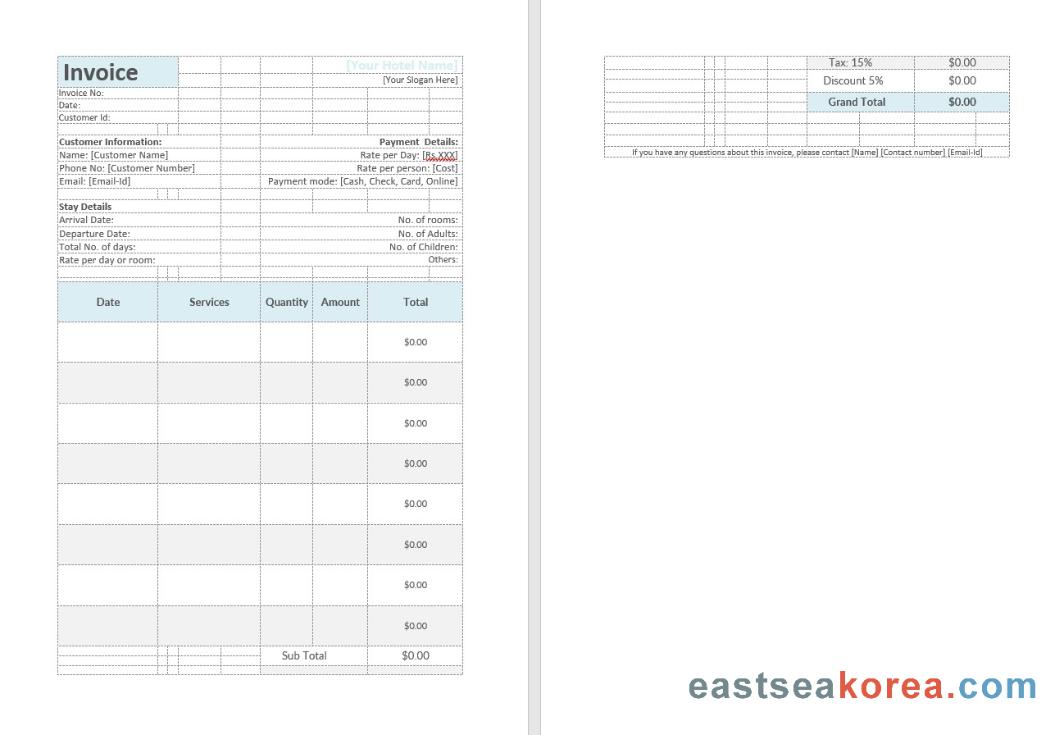 Invoice
[Your Hotel Name]
[Your Slogan Here]
Invoice No:
Date:
Customer Id:
Customer Information: Payment Details:
Name: [Customer Name] Rate per Day: [Rs XXX]
Phone No: [Customer Number] Rate per person: [Cost]
Email: [Email-Id] Payment mode: [Cash, Check, Card, Online]
Stay Details
Arrival Date: No. of rooms:
Departure Date: No. of Adults:
Total No. of days: No. of Children:
Rate per day or room: Others:
Date Services Quantity Amount Total
$0.00
$0.00
$0.00
$0.00
$0.00
$0.00
$0.00
$0.00
Sub Total $0.00
Tax: 15% $0.00
Discount 5% $0.00
Grand Total $0.00
If you have any questions about this invoice, please contact [Name] [Contact number] [Email-Id]
eastseakorea.com